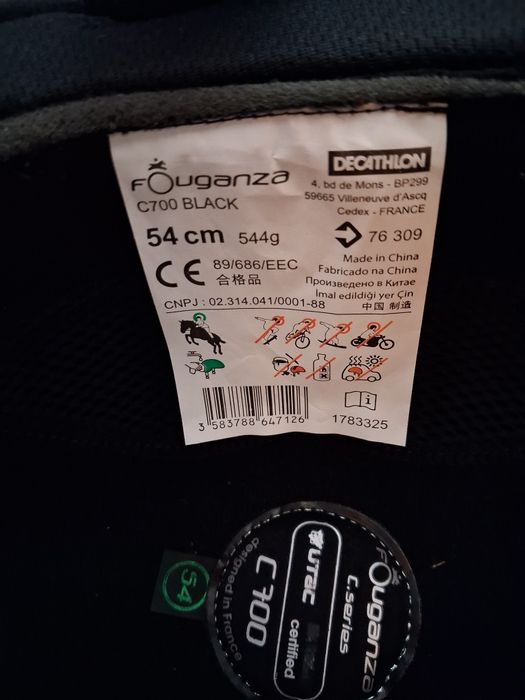 FOuganza
C700 BLACK
DECATHLON
4, bd de Mons - BP299
59665 Villeneuve d'Ascq
Cedex - FRANCE
54 cm 544g
76 309
CE 89/686/EEC
合格品
Made in China
Fabricado na China
Произведено в Китае
İmal edildiği yer Çin
中国 制造
CNPJ : 02.314.041/0001-88
i
3 583788 647126
1783325
54
FOuganza
C.series
UTAC
certified
C700
designed in France